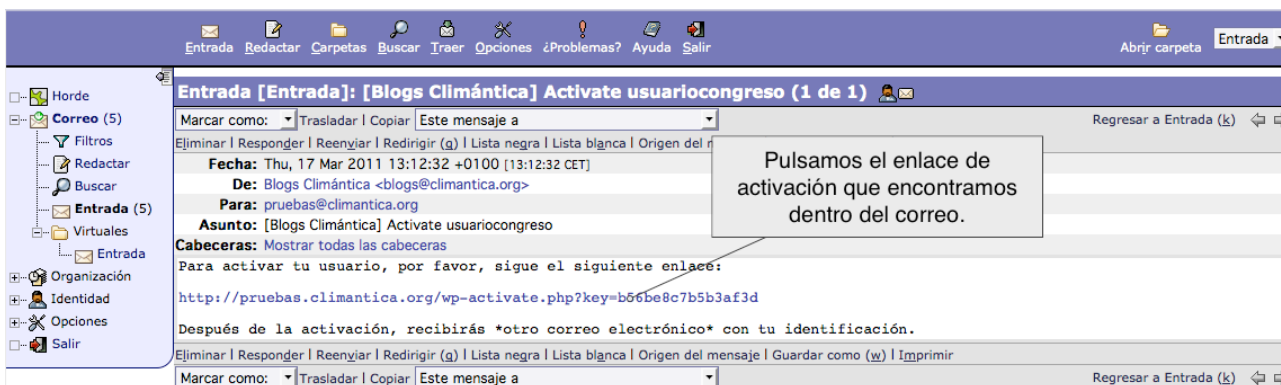 Entrada Redactar Carpetas Buscar Traer Opciones ¿Problemas? Ayuda Salir
Abrir carpeta
Entrada
Horde
Correo (5)
Filtros
Redactar
Buscar
Entrada (5)
Virtuales
Entrada
Organización
Identidad
Opciones
Salir
Entrada [Entrada]: [Blogs Climántica] Activate usuariocongreso (1 de 1)
Marcar como: Trasladar | Copiar Este mensaje a
Regresar a Entrada (k)
Eliminar | Responder | Reenviar | Redirigir (g) | Lista negra | Lista blanca | Origen del
Fecha: Thu, 17 Mar 2011 13:12:32 +0100 [13:12:32 CET]
De: Blogs Climántica <blogs@climantica.org>
Para: pruebas@climantica.org
Asunto: [Blogs Climántica] Activate usuariocongreso
Cabeceras: Mostrar todas las cabeceras
Pulsamos el enlace de
activación que encontramos
dentro del correo.
Para activar tu usuario, por favor, sigue el siguiente enlace:
http://pruebas.climantica.org/wp-activate.php?key=b56be8c7b5b3af3d
Después de la activación, recibirás *otro correo electrónico* con tu identificación.
Eliminar | Responder | Reenviar | Redirigir (g) | Lista negra | Lista blanca | Origen del mensaje | Guardar como (w) | Imprimir
Marcar como: Trasladar | Copiar Este mensaje a
Regresar a Entrada (k)